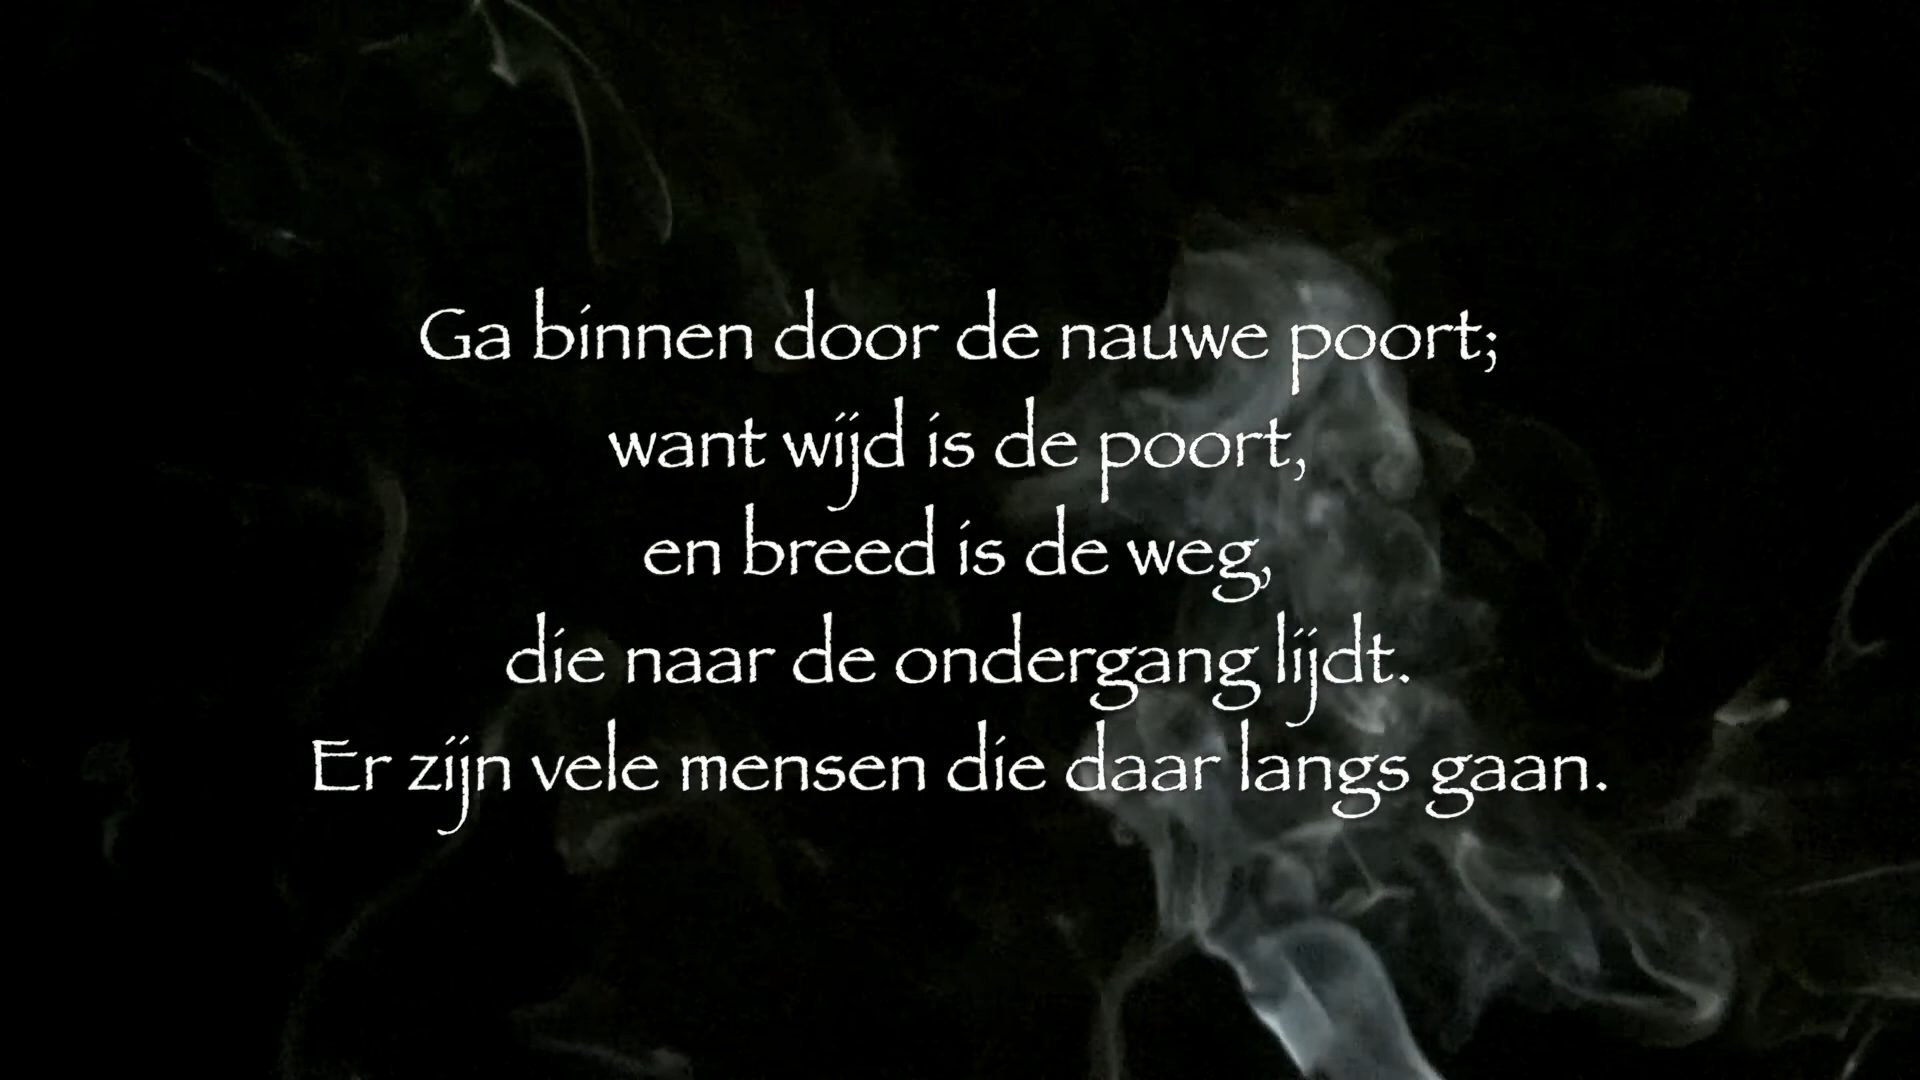 Ga binnen door de nauwe poort;
want wijd is de poort,
en breed is de weg,
die naar de ondergang lijdt.
Er zijn vele mensen die daar langs gaan.